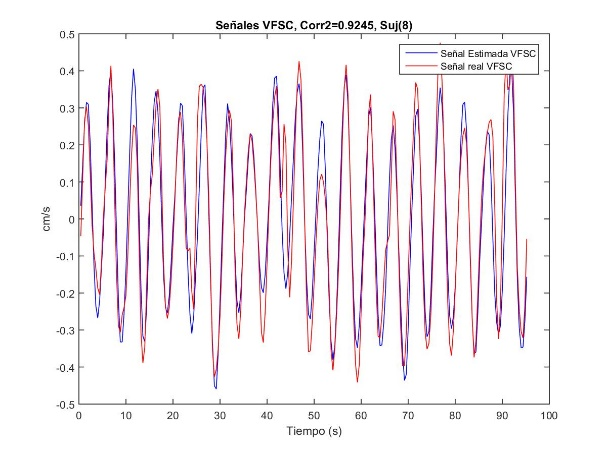 Señales VFSC, Corr2=0.9245, Suj(8)
Señal Estimada VFSC
Señal real VFSC
0.5
0.4
0.3
0.2
0.1
0
-0.1
-0.2
-0.3
-0.4
-0.5
cm/s
0 10 20 30 40 50 60 70 80 90 100
Tiempo (s)